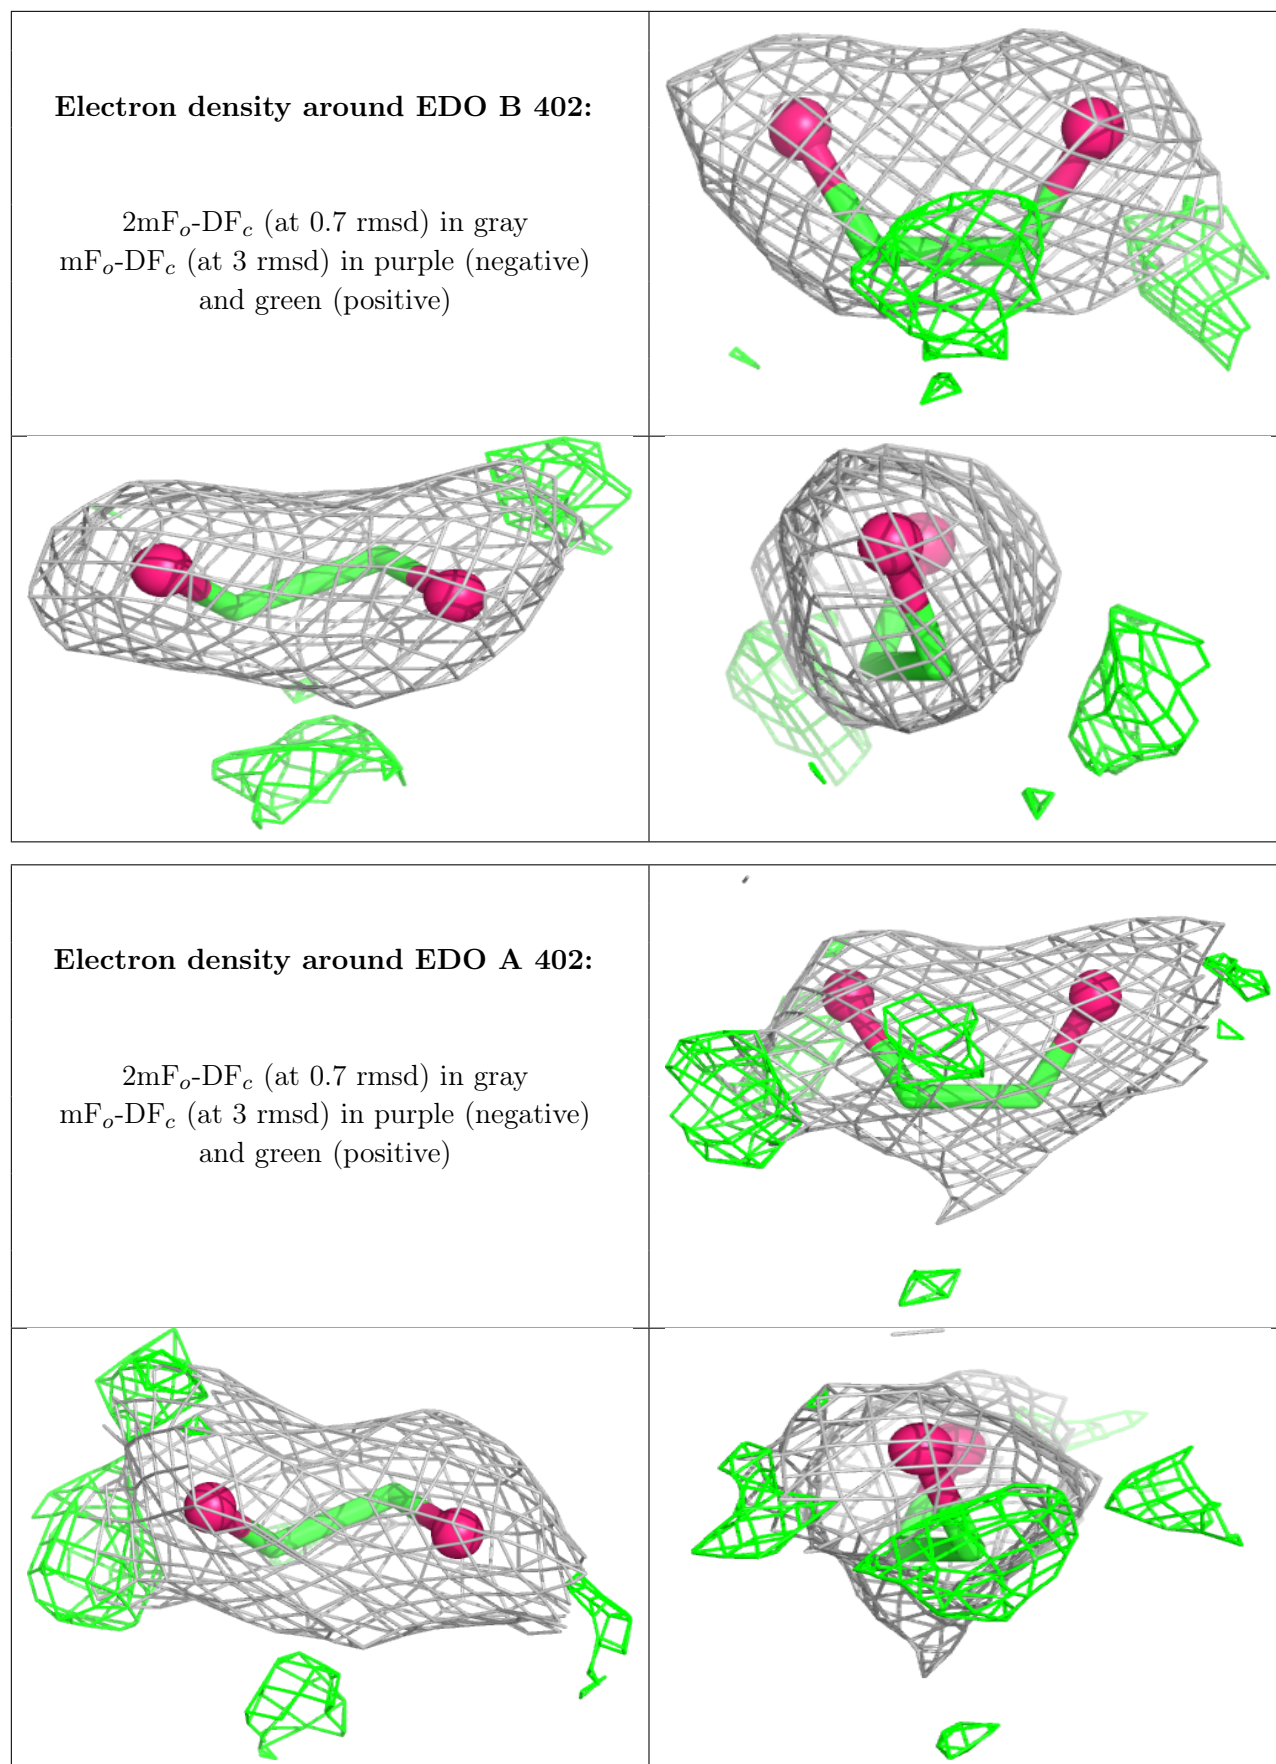 Electron density around EDO B 402:
2mFo-DFc (at 0.7 rmsd) in gray
mFo-DFc (at 3 rmsd) in purple (negative)
and green (positive)
Electron density around EDO A 402:
2mFo-DFc (at 0.7 rmsd) in gray
mFo-DFc (at 3 rmsd) in purple (negative)
and green (positive)